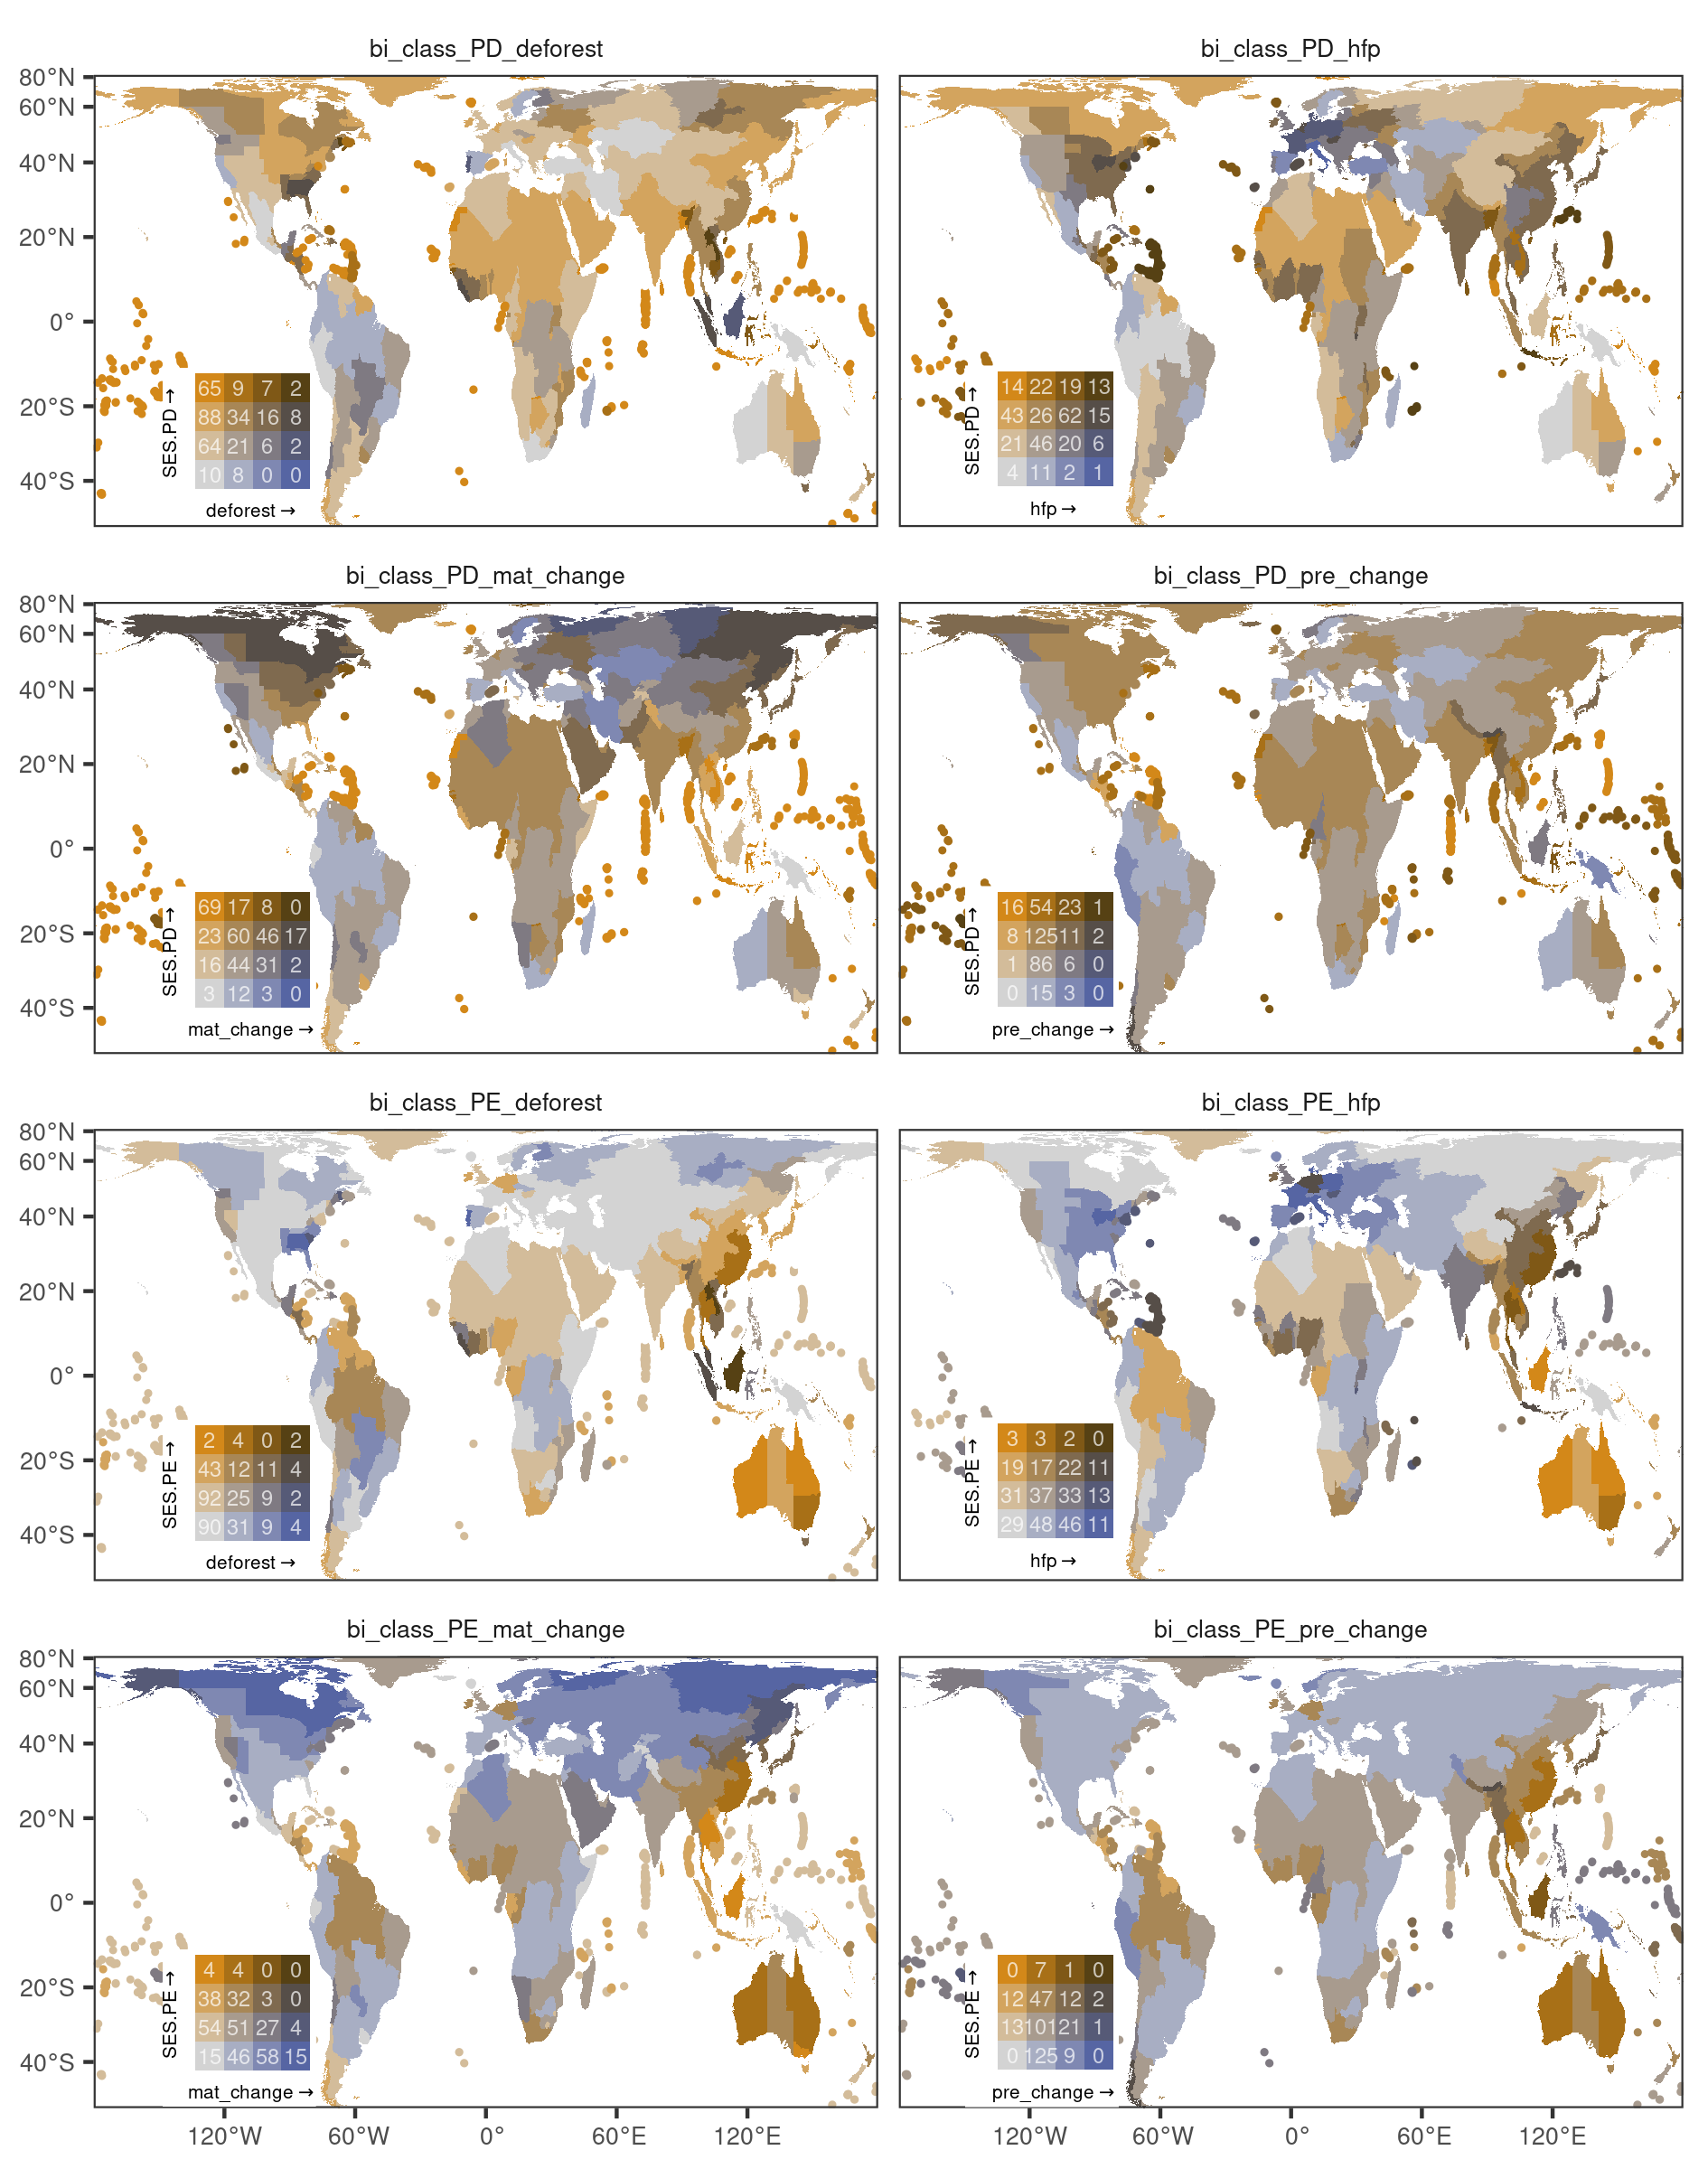 bi_class_PD_deforest
bi_class_PD_hfp
80°N
60°N
40°N
20°N
0°
20°S
40°S
SES.PD →
65 9 7 2
88 34 16 8
64 21 6 2
10 8 0 0
deforest →
SES.PD →
14 22 19 13
43 26 62 15
21 46 20 6
4 11 2 1
hfp →
bi_class_PD_mat_change
bi_class_PD_pre_change
80°N
60°N
40°N
20°N
0°
20°S
40°S
SES.PD →
69 17 8 0
23 60 46 17
16 44 31 2
3 12 3 0
mat_change →
SES.PD →
16 54 23 1
8 125 11 2
1 86 6 0
0 15 3 0
pre_change →
bi_class_PE_deforest
bi_class_PE_hfp
80°N
60°N
40°N
20°N
0°
20°S
40°S
SES.PE →
2 4 0 2
43 12 11 4
92 25 9 2
90 31 9 4
deforest →
SES.PE →
3 3 2 0
19 17 22 11
31 37 33 13
29 48 46 11
hfp →
bi_class_PE_mat_change
bi_class_PE_pre_change
80°N
60°N
40°N
20°N
0°
20°S
40°S
SES.PE →
4 4 0 0
38 32 3 0
54 51 27 4
15 46 58 15
mat_change →
SES.PE →
0 7 1 0
12 47 12 2
13 101 21 1
0 125 9 0
pre_change →
120°W 60°W 0° 60°E 120°E
120°W 60°W 0° 60°E 120°E